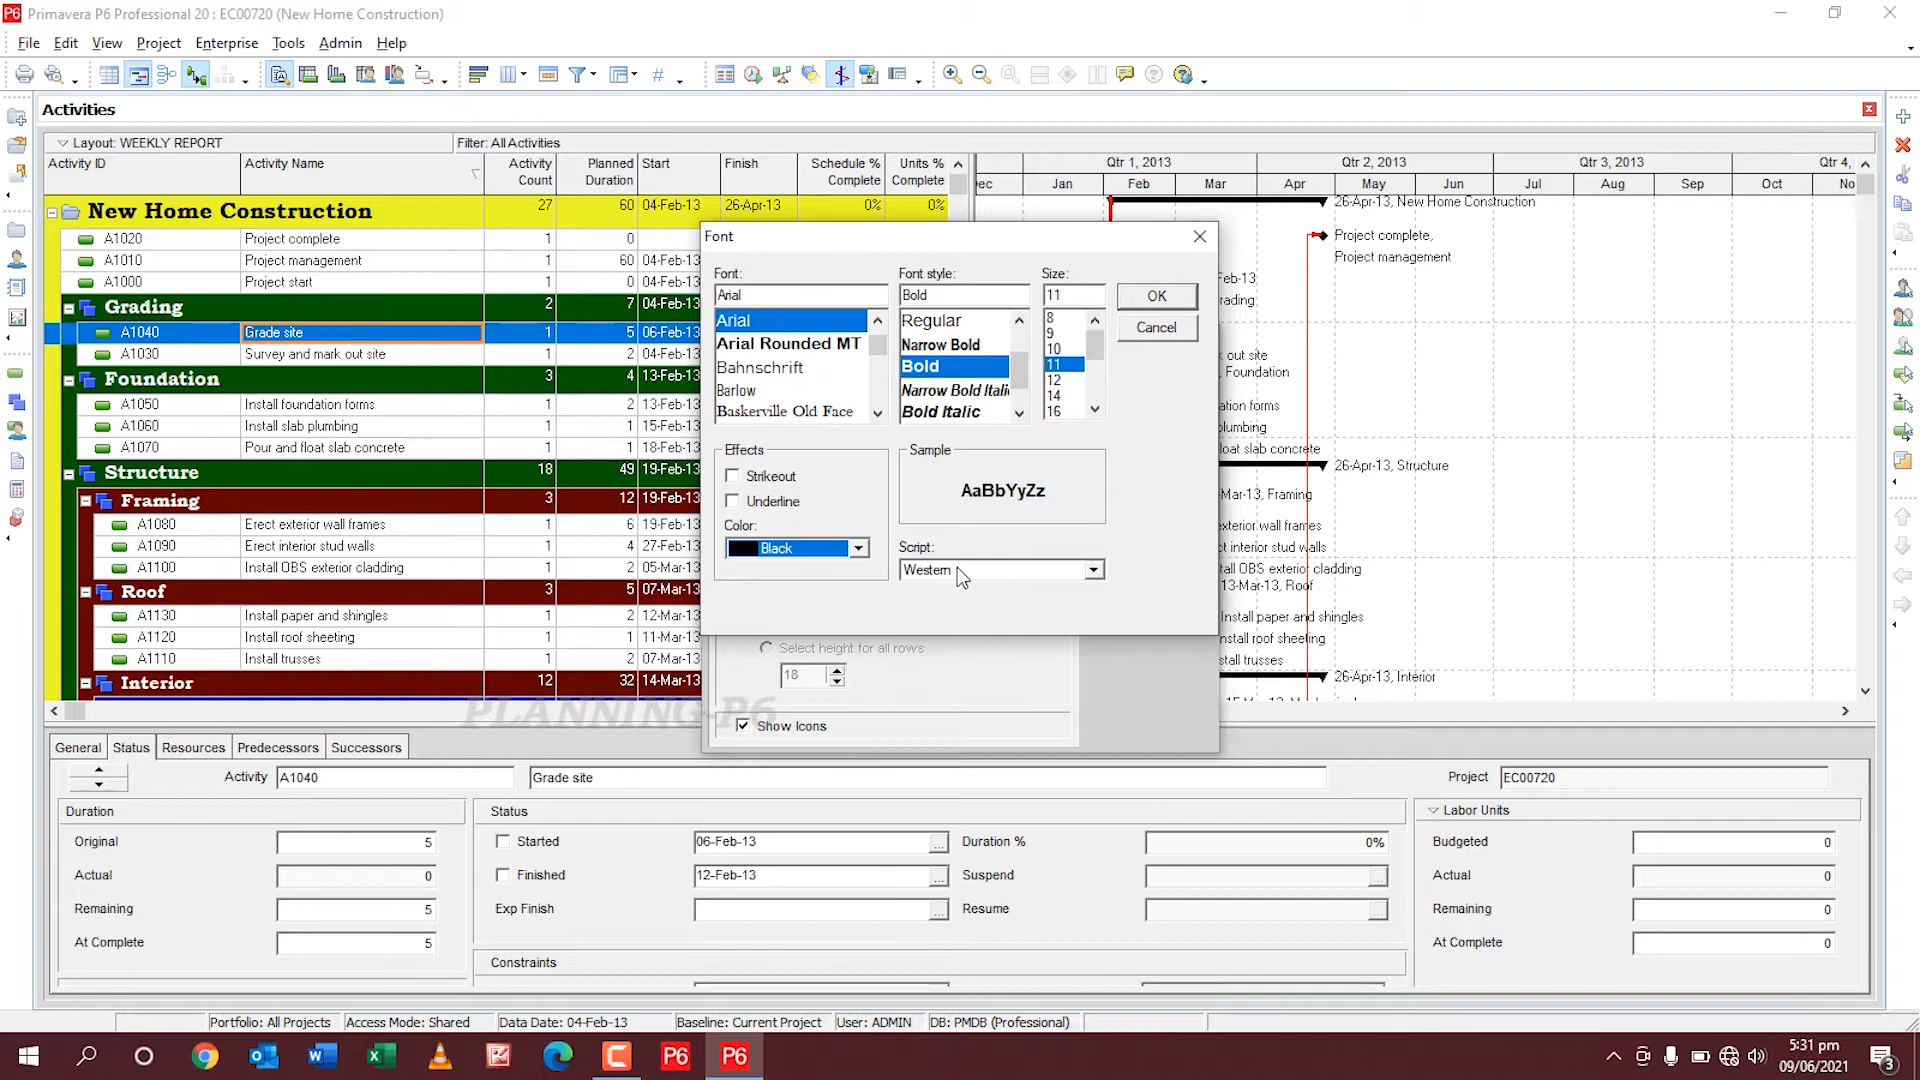 Primavera P6 Professional 20 : EC00720 (New Home Construction)
File Edit View Project Enterprise Tools Admin Help
Activities
Layout: WEEKLY REPORT Filter: All Activities
Activity ID Activity Name Activity Count Planned Duration Start Finish Schedule % Complete Units % Complete
Qtr 1, 2013 Qtr 2, 2013 Qtr 3, 2013 Qtr 4,
ec Jan Feb Mar Apr May Jun Jul Aug Sep Oct No
New Home Construction 27 60 04-Feb-13 26-Apr-13 0% 0% 26-Apr-13, New Home Construction
A1020 Project complete 1 0 Project complete,
A1010 Project management 1 60 04-Feb-13 Project management
A1000 Project start 1 0 04-Feb-13 Feb-13
Grading 2 7 04-Feb-13 rading
A1040 Grade site 1 5 06-Feb-13
A1030 Survey and mark out site 1 2 04-Feb-13 out site
Foundation 3 4 13-Feb-13 , Foundation
A1050 Install foundation forms 1 2 13-Feb-13 ation forms
A1060 Install slab plumbing 1 1 15-Feb-13 plumbing
A1070 Pour and float slab concrete 1 1 18-Feb-13 loat slab concrete
Structure 18 49 19-Feb-13 26-Apr-13, Structure
Framing 3 12 19-Feb-13 -Mar-13, Framing
A1080 Erect exterior wall frames 1 6 19-Feb-13 exterior wall frames
A1090 Erect interior stud walls 1 4 27-Feb-13 ct interior stud walls
A1100 Install OBS exterior cladding 1 2 05-Mar-13 tall OBS exterior cladding
Roof 3 5 07-Mar-13 13-Mar-13, Roof
A1130 Install paper and shingles 1 2 12-Mar-13 Install paper and shingles
A1120 Install roof sheeting 1 1 11-Mar-13 nstall roof sheeting
A1110 Install trusses 1 2 07-Mar-13 stall trusses
Interior 12 32 14-Mar-13 26-Apr-13, Interior
Font
Font: Font style: Size:
Arial Bold 11 OK
Arial Regular 8
Arial Rounded MT Narrow Bold 9 Cancel
Bahnschrift Bold 10
Barlow Narrow Bold Itali 11
Baskerville Old Face Bold Italic 12
14
16
Effects Sample
Strikeout AaBbYyZz
Underline
Color: Script:
Black Western
Select height for all rows
18
Show Icons
PLANNING-P6
General Status Resources Predecessors Successors
Activity A1040 Grade site Project EC00720
Duration Status Labor Units
Original 5 Started 06-Feb-13 ... Duration % 0% Budgeted 0
Actual 0 Finished 12-Feb-13 ... Suspend ... Actual 0
Remaining 5 Exp Finish ... Resume ... Remaining 0
At Complete 5 At Complete 0
Constraints
Portfolio: All Projects Access Mode: Shared Data Date: 04-Feb-13 Baseline: Current Project User: ADMIN DB: PMDB (Professional)
5:31 pm
09/06/2021
3